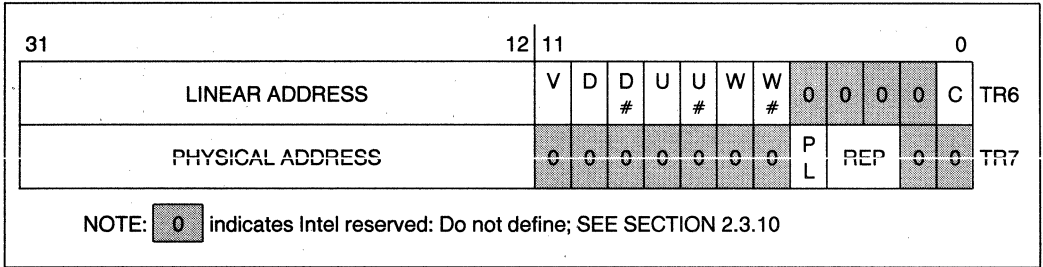 31 12 11 0
LINEAR ADDRESS V D D# U U# W W# 0 0 0 0 C TR6
PHYSICAL ADDRESS 0 0 0 0 0 0 0 PL REP 0 0 TR7
NOTE: 0 indicates Intel reserved: Do not define; SEE SECTION 2.3.10